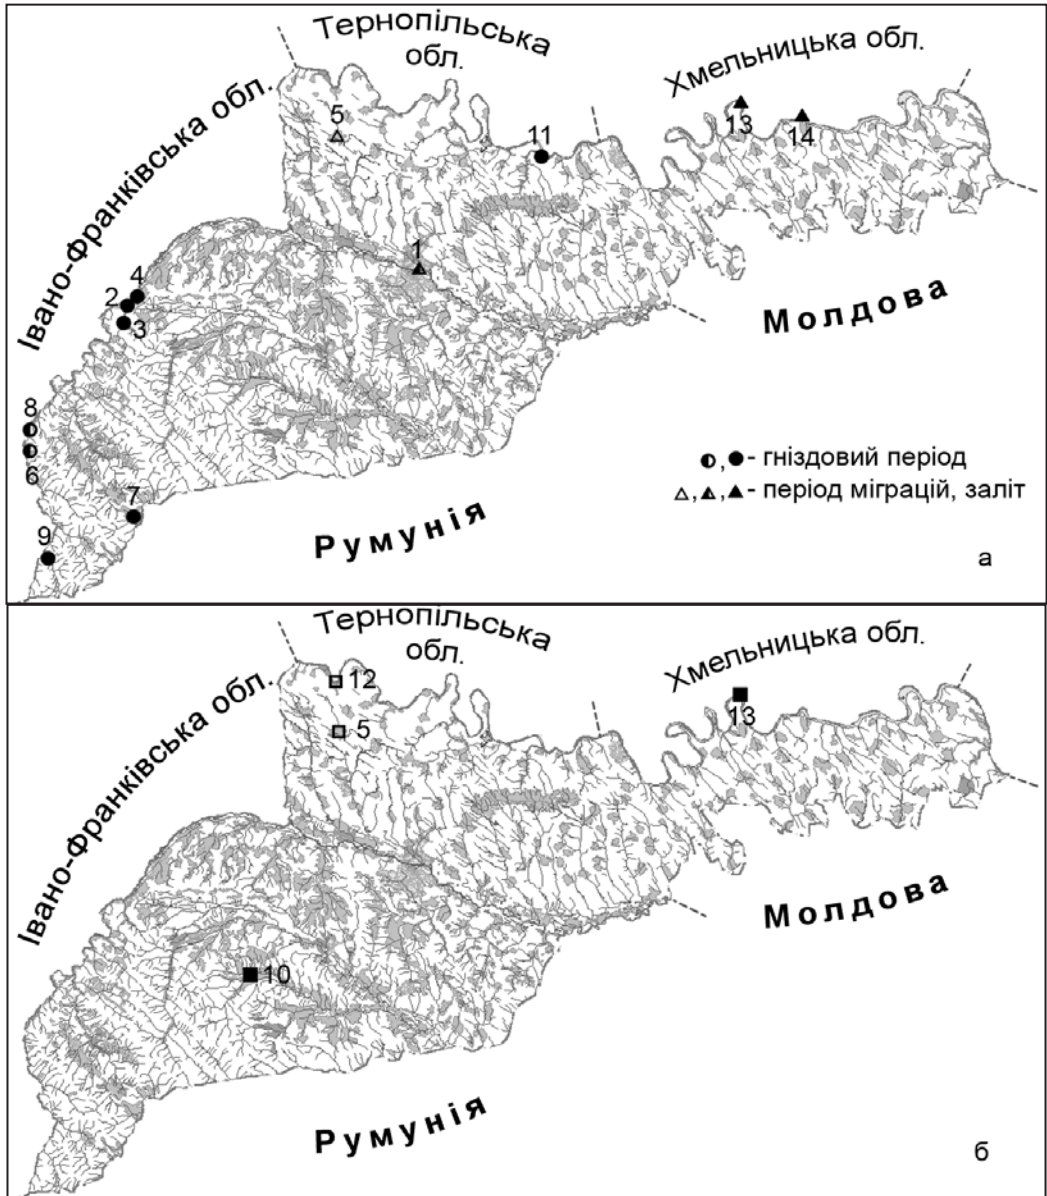 Тернопільська
обл.
Хмельницька обл.
Івано-Франківська обл.
5
13
14
11
1
4
2
3
Молдова
8
6
◐,●- гніздовий період
△,◮,▲- період міграцій, заліт
7
9
Румунія
а
Тернопільська
обл.
Хмельницька обл.
Івано-Франківська обл.
12
5
13
Молдова
10
Румунія
б